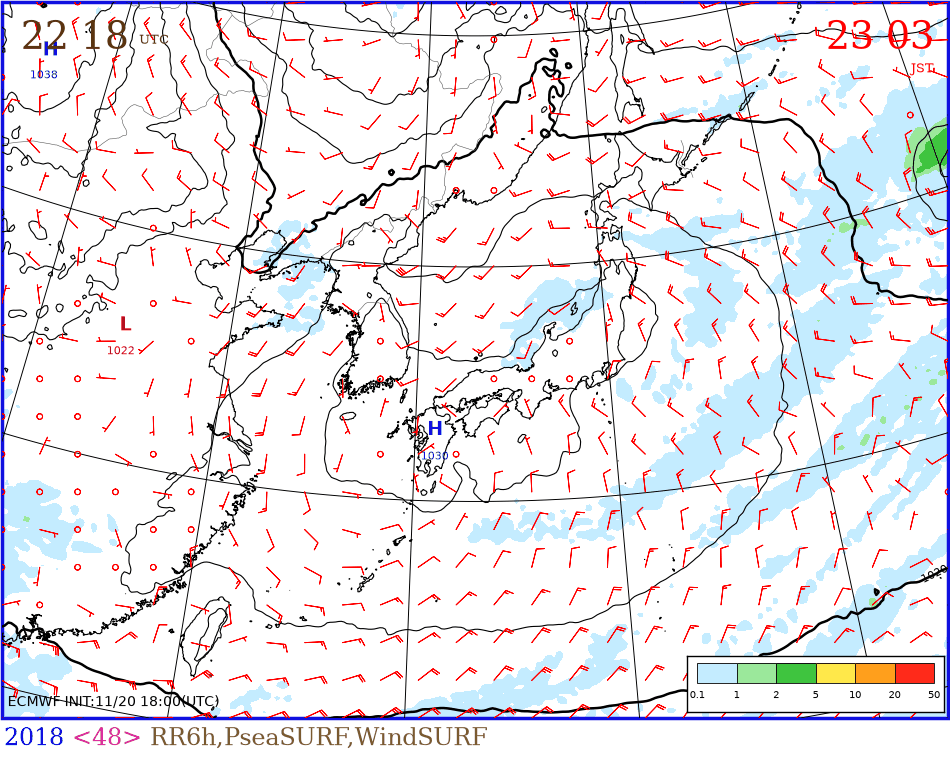 22 18 UTC
23 03 JST
H
1038
L
1022
H
1030
1020
0.1 1 2 5 10 20 50
ECMWF INIT:11/20 18:00(UTC)
2018 <48> RR6h,PseaSURF,WindSURF